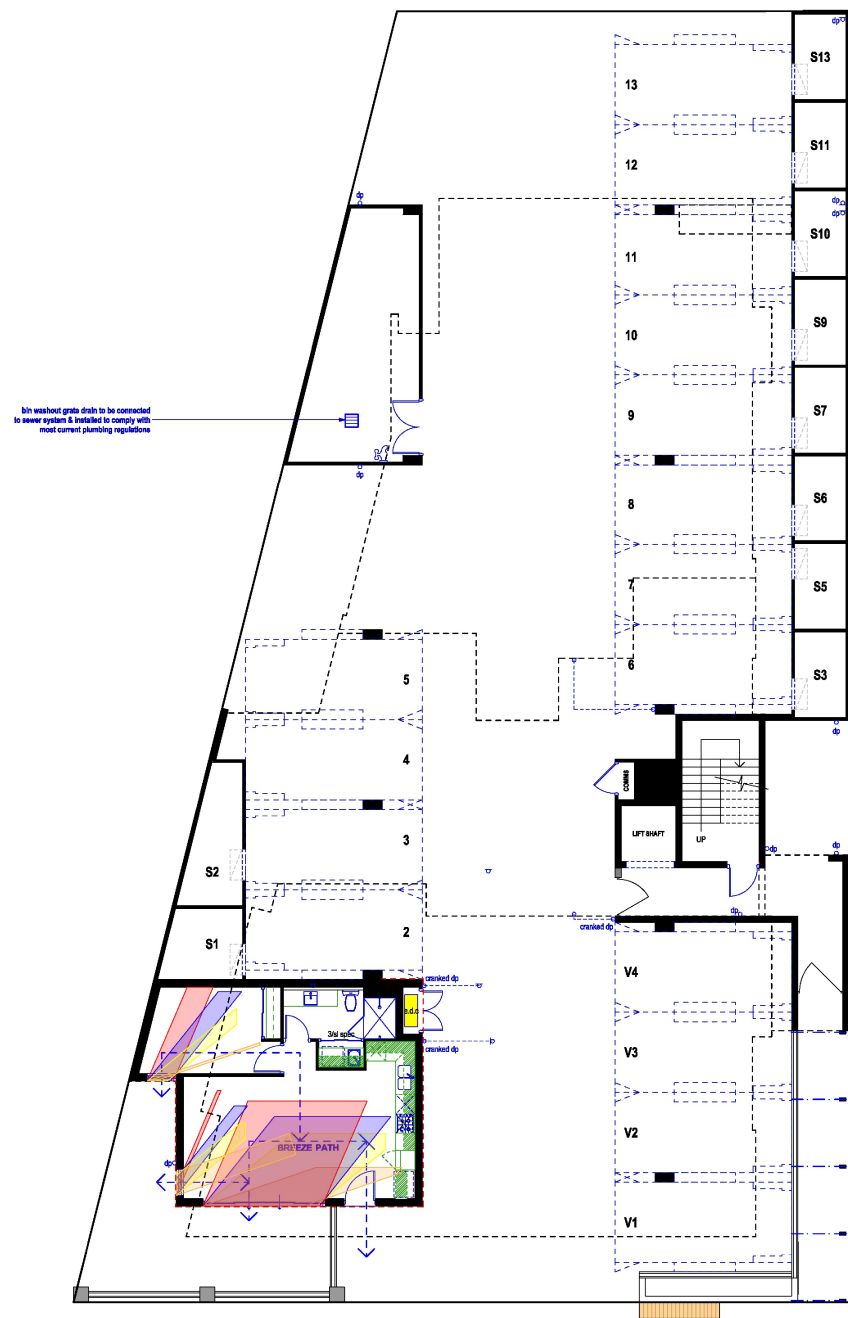 dp
S13
13
S11
12
dp
dp
dp
S10
11
S9
10
bin washout grate drain to be connected
to sewer system & installed to comply with
most current plumbing regulations
9
S7
dp
8
S6
7
S5
6
S3
5
dp
4
COMMS
LIFT SHAFT
UP
3
dp
dp
S2
dp
2
cranked dp
S1
V4
cranked dp
s.d.c
3/sl spec
cranked dp
V3
V2
BREEZE PATH
dp
V1